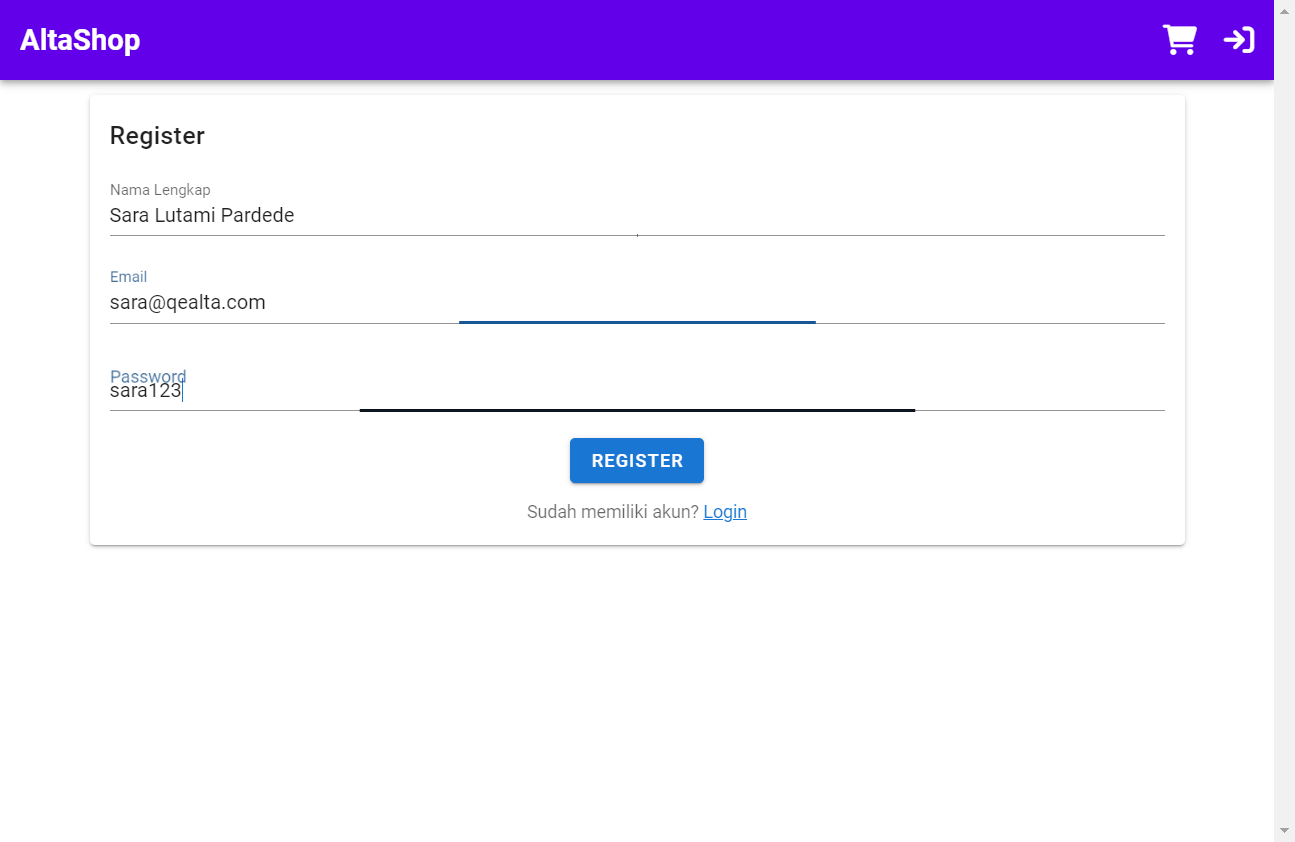 AltaShop
Register
Nama Lengkap
Sara Lutami Pardede
Email
sara@qealta.com
Password
sara123
REGISTER
Sudah memiliki akun? Login